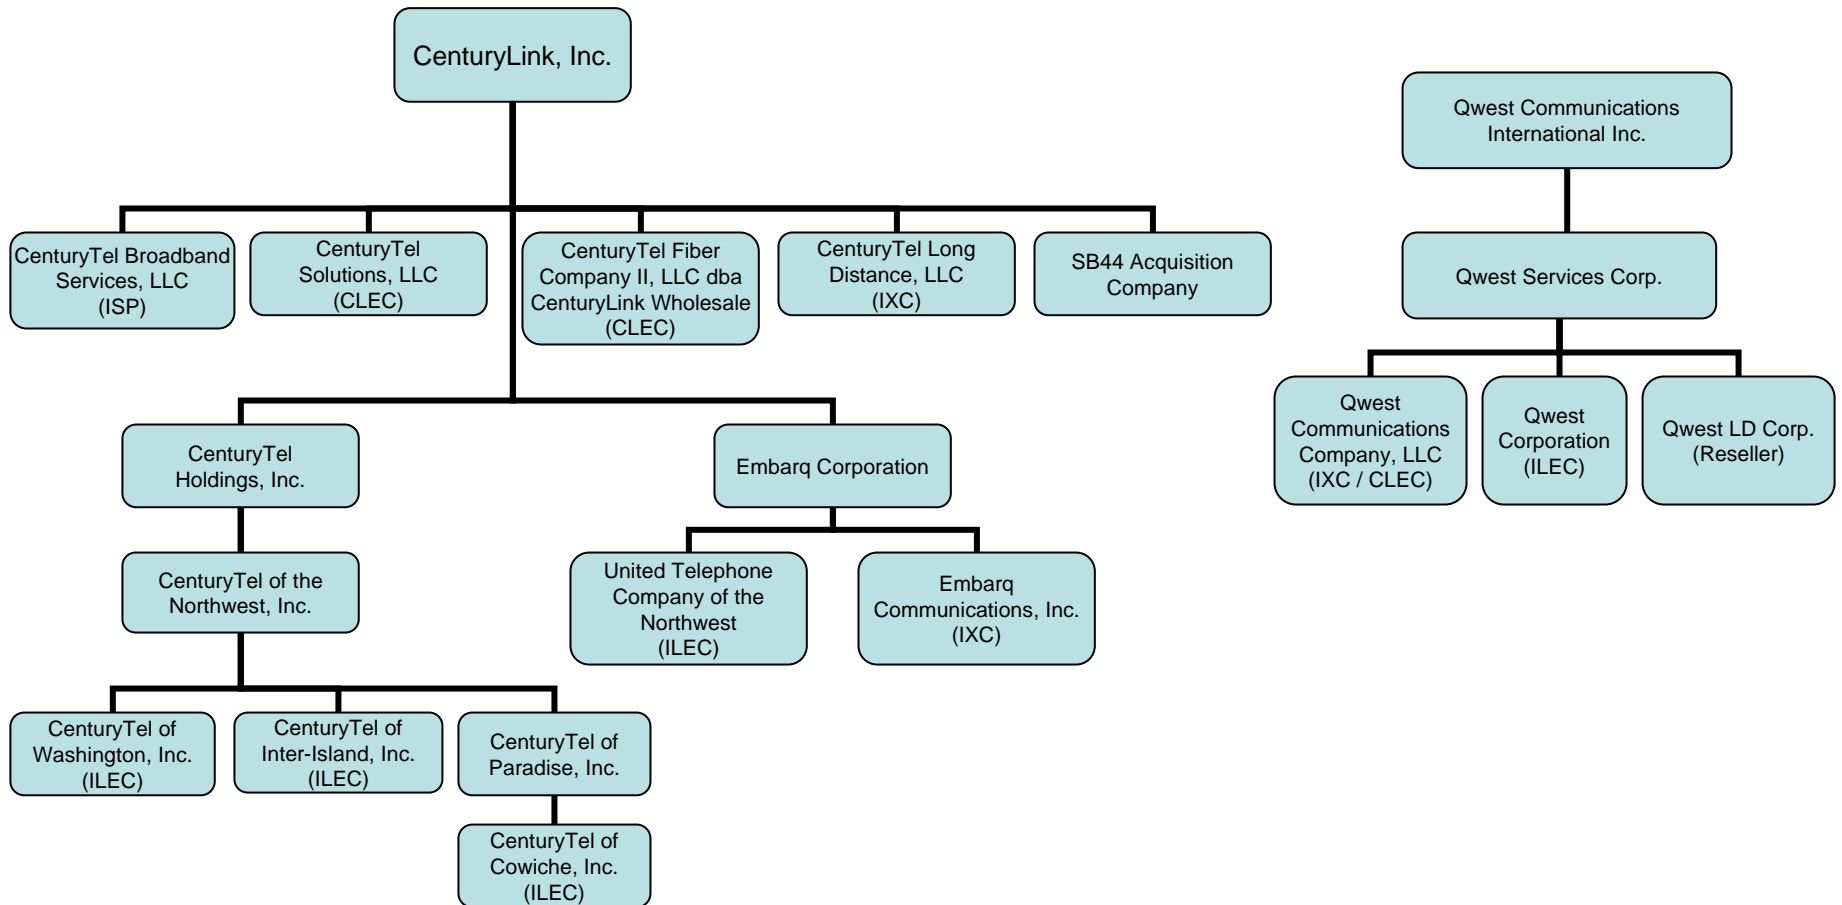 CenturyLink, Inc.
Qwest Communications
International Inc.
CenturyTel Broadband
Services, LLC
(ISP)
CenturyTel
Solutions, LLC
(CLEC)
CenturyTel Fiber
Company II, LLC dba
CenturyLink Wholesale
(CLEC)
CenturyTel Long
Distance, LLC
(IXC)
SB44 Acquisition
Company
Qwest Services Corp.
Qwest
Communications
Company, LLC
(IXC / CLEC)
Qwest
Corporation
(ILEC)
Qwest LD Corp.
(Reseller)
CenturyTel
Holdings, Inc.
Embarq Corporation
CenturyTel of the
Northwest, Inc.
United Telephone
Company of the
Northwest
(ILEC)
Embarq
Communications, Inc.
(IXC)
CenturyTel of
Washington, Inc.
(ILEC)
CenturyTel of
Inter-Island, Inc.
(ILEC)
CenturyTel of
Paradise, Inc.
CenturyTel of
Cowiche, Inc.
(ILEC)